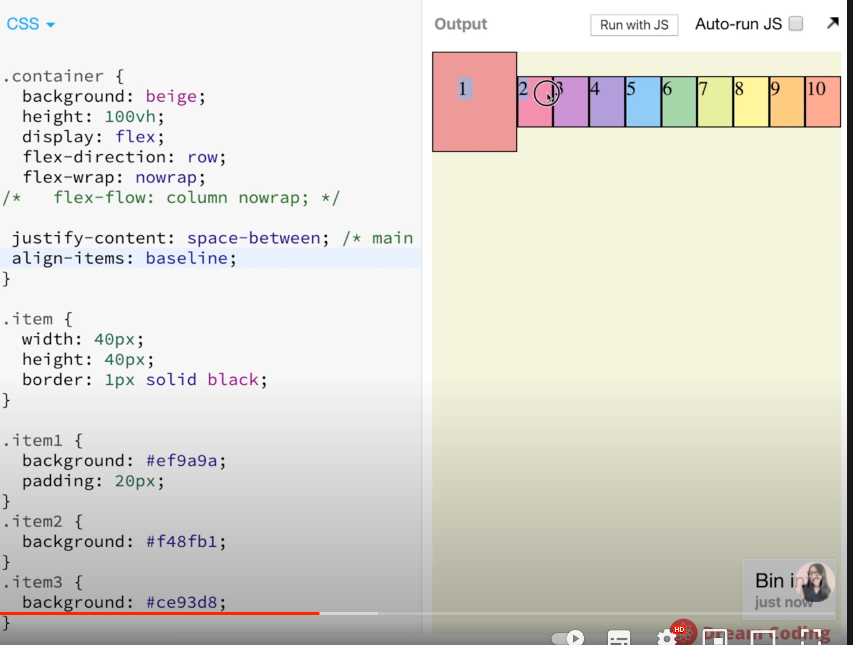 CSS
Output
Run with JS
Auto-run JS
.container {
background: beige;
height: 100vh;
display: flex;
flex-direction: row;
flex-wrap: nowrap;
/* flex-flow: column nowrap; */
justify-content: space-between; /* main
align-items: baseline;
}
.item {
width: 40px;
height: 40px;
border: 1px solid black;
}
.item1 {
background: #ef9a9a;
padding: 20px;
}
.item2 {
background: #f48fb1;
}
.item3 {
background: #ce93d8;
}
1 2 3 4 5 6 7 8 9 10
Bin
just now
HD
Dream Coding